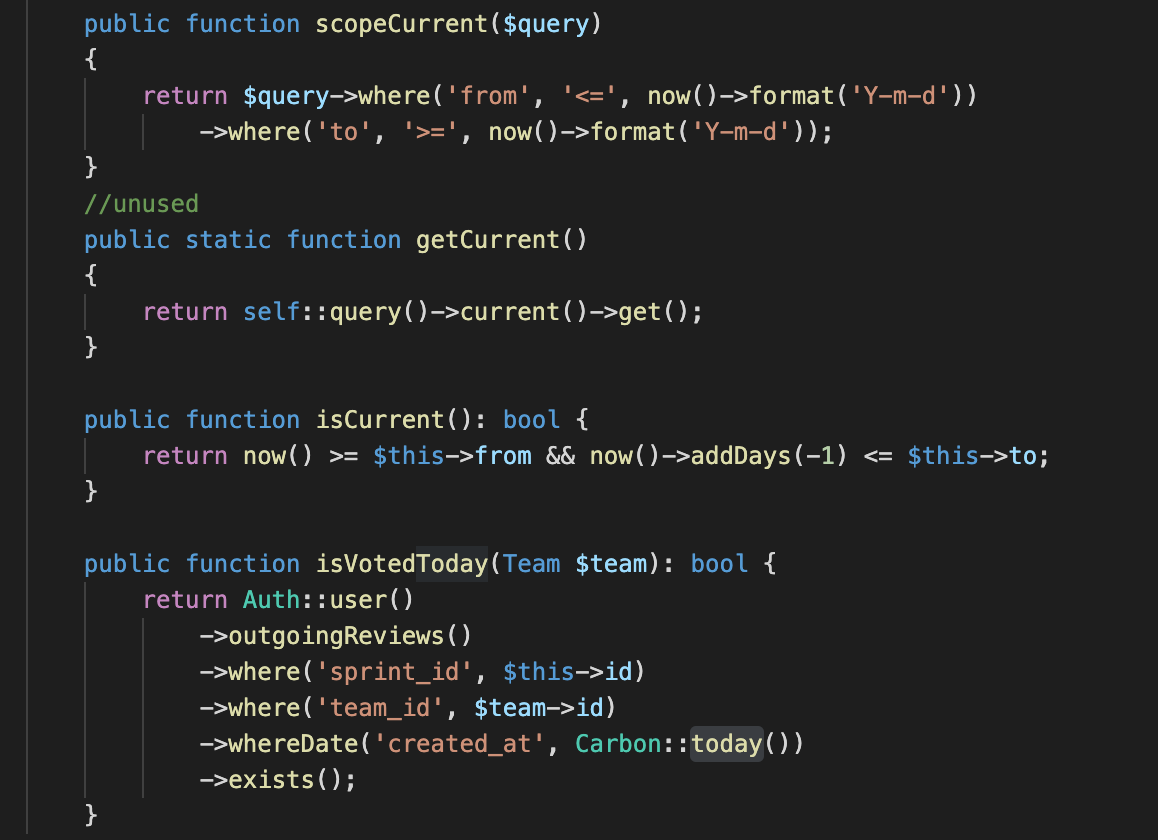 public function scopeCurrent($query)
{
    return $query->where('from', '<=', now()->format('Y-m-d'))
        ->where('to', '>=', now()->format('Y-m-d'));
}
//unused
public static function getCurrent()
{
    return self::query()->current()->get();
}

public function isCurrent(): bool {
    return now() >= $this->from && now()->addDays(-1) <= $this->to;
}

public function isVotedToday(Team $team): bool {
    return Auth::user()
        ->outgoingReviews()
        ->where('sprint_id', $this->id)
        ->where('team_id', $team->id)
        ->whereDate('created_at', Carbon::today())
        ->exists();
}